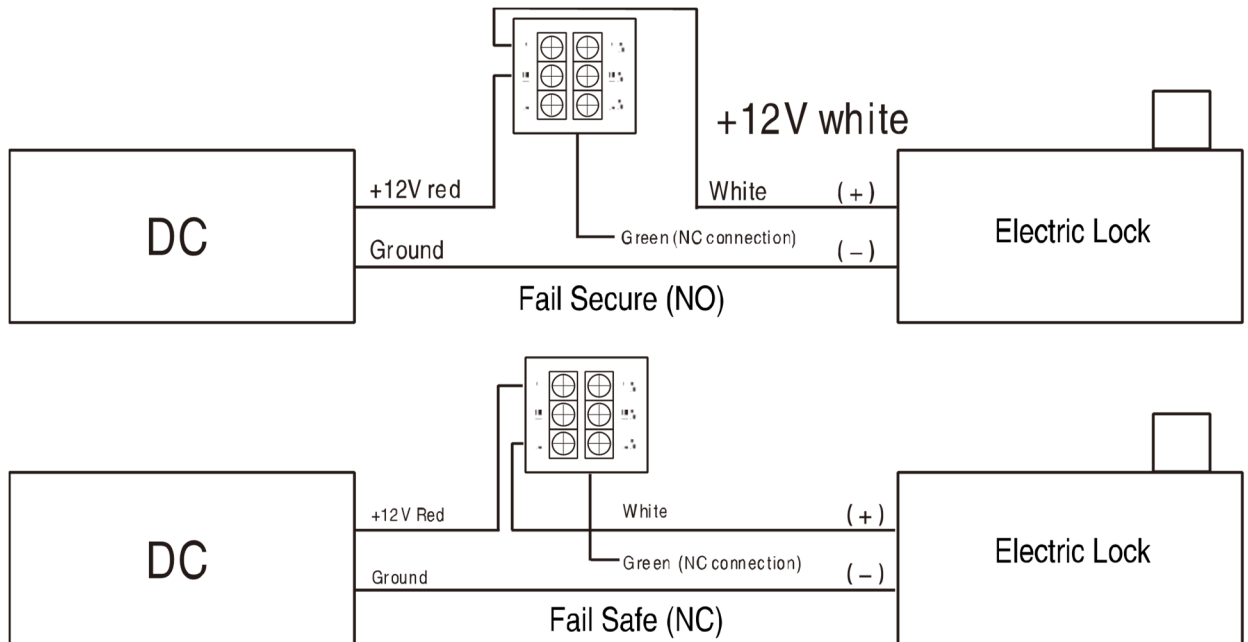 +12V white
DC
+12V red
White
(+)
Electric Lock
Green (NC connection)
Ground
(−)
Fail Secure (NO)
DC
+12V Red
White
(+)
Electric Lock
Green (NC connection)
Ground
(−)
Fail Safe (NC)